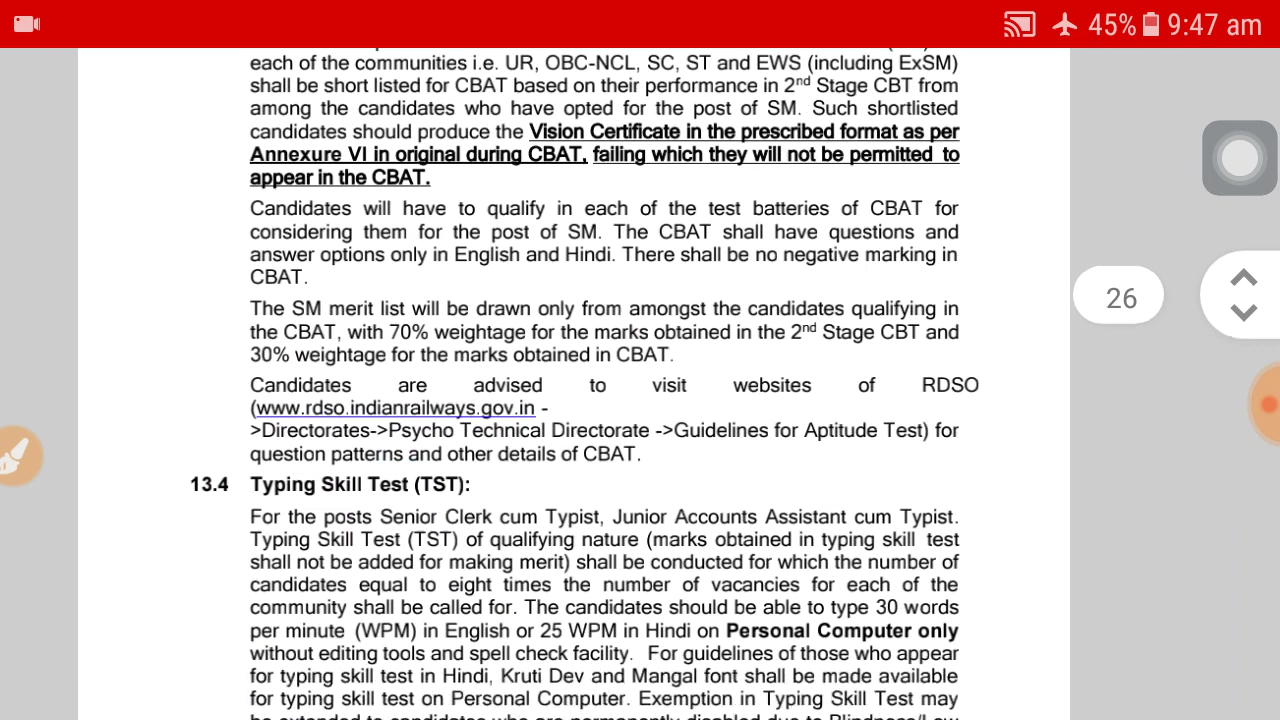 45% 9:47 am
each of the communities i.e. UR, OBC-NCL, SC, ST and EWS (including ExSM)
shall be short listed for CBAT based on their performance in 2nd Stage CBT from
among the candidates who have opted for the post of SM. Such shortlisted
candidates should produce the Vision Certificate in the prescribed format as per
Annexure VI in original during CBAT, failing which they will not be permitted to
appear in the CBAT.
Candidates will have to qualify in each of the test batteries of CBAT for
considering them for the post of SM. The CBAT shall have questions and
answer options only in English and Hindi. There shall be no negative marking in
CBAT.
26
The SM merit list will be drawn only from amongst the candidates qualifying in
the CBAT, with 70% weightage for the marks obtained in the 2nd Stage CBT and
30% weightage for the marks obtained in CBAT.
Candidates are advised to visit websites of RDSO
(www.rdso.indianrailways.gov.in -
>Directorates->Psycho Technical Directorate ->Guidelines for Aptitude Test) for
question patterns and other details of CBAT.
13.4 Typing Skill Test (TST):
For the posts Senior Clerk cum Typist, Junior Accounts Assistant cum Typist.
Typing Skill Test (TST) of qualifying nature (marks obtained in typing skill test
shall not be added for making merit) shall be conducted for which the number of
candidates equal to eight times the number of vacancies for each of the
community shall be called for. The candidates should be able to type 30 words
per minute (WPM) in English or 25 WPM in Hindi on Personal Computer only
without editing tools and spell check facility. For guidelines of those who appear
for typing skill test in Hindi, Kruti Dev and Mangal font shall be made available
for typing skill test on Personal Computer. Exemption in Typing Skill Test may
be extended to candidates who are permanently disabled due to Blindness/Low